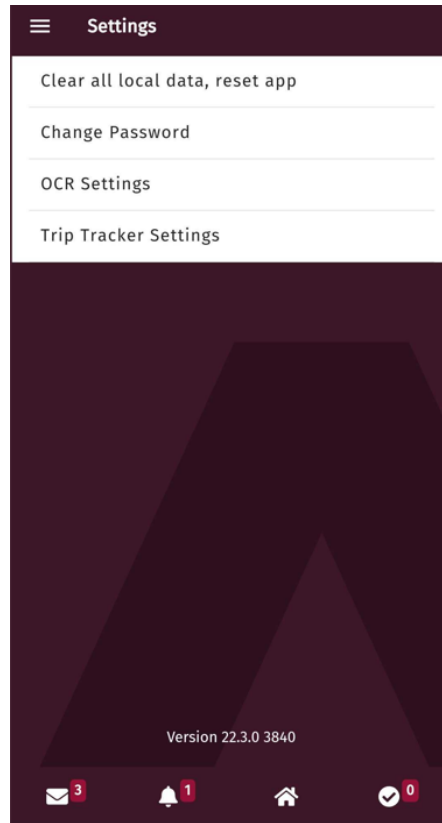 Settings
Clear all local data, reset app
Change Password
OCR Settings
Trip Tracker Settings
Version 22.3.0 3840
3 1 0